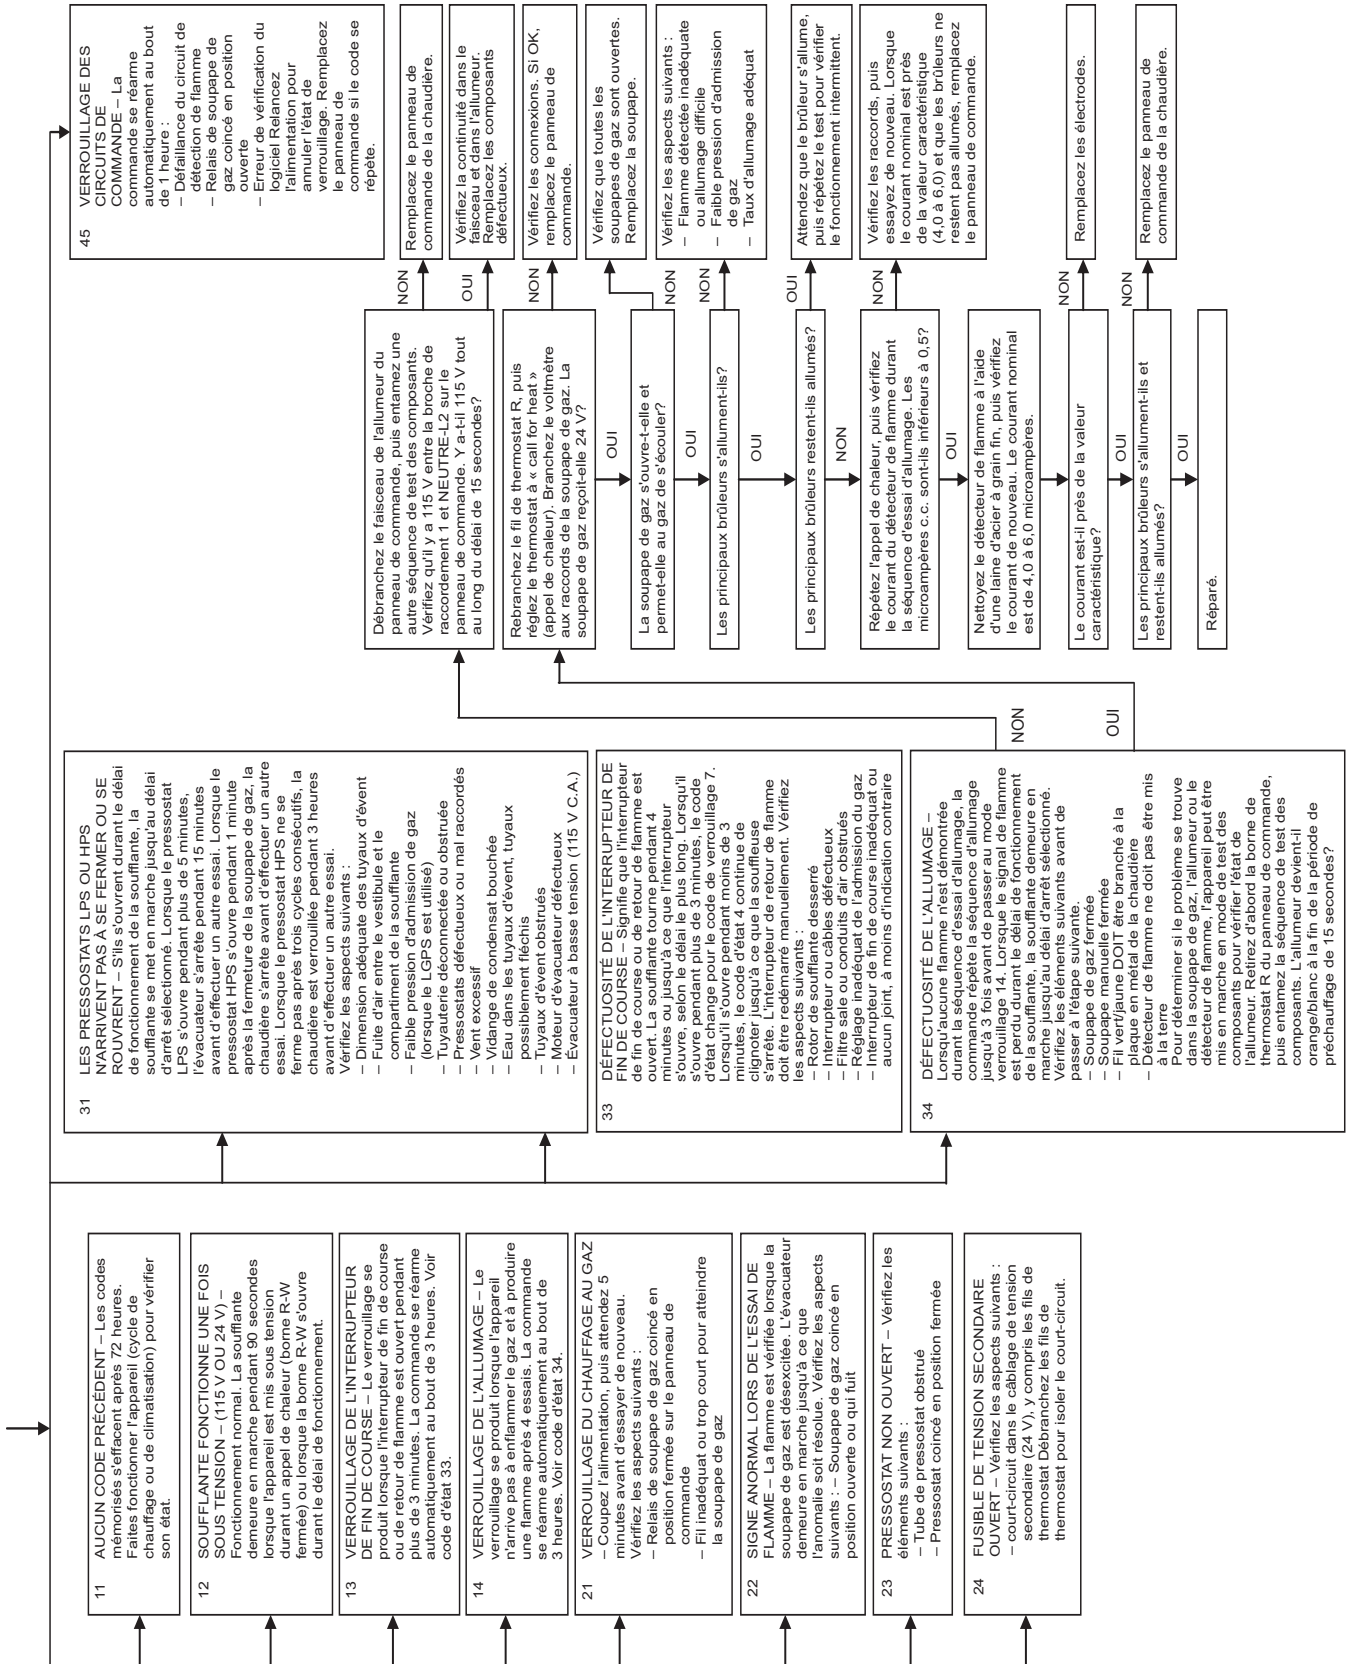 11 AUCUN CODE PRÉCÉDENT – Les codes
mémorisés s'effacent après 72 heures.
Faites fonctionner l'appareil (cycle de
chauffage ou de climatisation) pour vérifier
son état.
12 SOUFFLANTE FONCTIONNE UNE FOIS
SOUS TENSION – (115 V OU 24 V) –
Fonctionnement normal. La soufflante
demeure en marche pendant 90 secondes
lorsque l'appareil est mis sous tension
durant un appel de chaleur (borne R-W
fermée) ou lorsque la borne R-W s'ouvre
durant le délai de fonctionnement.
13 VERROUILLAGE DE L'INTERRUPTEUR
DE FIN DE COURSE – Le verrouillage se
produit lorsque l'interrupteur de fin de course
ou de retour de flamme est ouvert pendant
plus de 3 minutes. La commande se réarme
automatiquement au bout de 3 heures. Voir
code d'état 33.
14 VERROUILLAGE DE L'ALLUMAGE – Le
verrouillage se produit lorsque l'appareil
n'arrive pas à enflammer le gaz et à produire
une flamme après 4 essais. La commande
se réarme automatiquement au bout de
3 heures. Voir code d'état 34.
21 VERROUILLAGE DU CHAUFFAGE AU GAZ
– Coupez l'alimentation, puis attendez 5
minutes avant d'essayer de nouveau.
Vérifiez les aspects suivants :
– Relais de soupape de gaz coincé en
position fermée sur le panneau de
commande
– Fil inadéquat ou trop court pour atteindre
la soupape de gaz
22 SIGNE ANORMAL LORS DE L'ESSAI DE
FLAMME – La flamme est vérifiée lorsque la
soupape de gaz est désexcitée. L'évacuateur
demeure en marche jusqu'à ce que
l'anomalie soit résolue. Vérifiez les aspects
suivants : – Soupape de gaz coincé en
position ouverte ou qui fuit
23 PRESSOSTAT NON OUVERT – Vérifiez les
éléments suivants :
– Tube de pressostat obstrué
– Pressostat coincé en position fermée
24 FUSIBLE DE TENSION SECONDAIRE
OUVERT – Vérifiez les aspects suivants :
– court-circuit dans le câblage de tension
secondaire (24 V), y compris les fils de
thermostat Débranchez les fils de
thermostat pour isoler le court-circuit.
31 LES PRESSOSTATS LPS OU HPS
N'ARRIVENT PAS À SE FERMER OU SE
ROUVRENT – S'ils s'ouvrent durant le délai
de fonctionnement de la soufflante, la
soufflante se met en marche jusqu'au délai
d'arrêt sélectionné. Lorsque le pressostat
LPS s'ouvre pendant plus de 5 minutes,
l'évacuateur s'arrête pendant 15 minutes
avant d'effectuer un autre essai. Lorsque le
pressostat HPS s'ouvre pendant 1 minute
après la fermeture de la soupape de gaz, la
chaudière s'arrête avant d'effectuer un autre
essai. Lorsque le pressostat HPS ne se
ferme pas après trois cycles consécutifs, la
chaudière est verrouillée pendant 3 heures
avant d'effectuer un autre essai.
Vérifiez les aspects suivants :
– Dimension adéquate des tuyaux d'évent
– Fuite d'air entre le vestibule et le
compartiment de la soufflante
– Faible pression d'admission de gaz
(lorsque le LGPS est utilisé)
– Tuyauterie déconnectée ou obstruée
– Pressostats défectueux ou mal raccordés
– Vent excessif
– Vidange de condensat bouchée
– Eau dans les tuyaux d'évent, tuyaux
possiblement fléchis
– Tuyaux d'évent obstrués
– Moteur d'évacuateur défectueux
– Évacuateur à basse tension (115 V C.A.)
33 DÉFECTUOSITÉ DE L'INTERRUPTEUR DE
FIN DE COURSE – Signifie que l'interrupteur
de fin de course ou de retour de flamme est
ouvert. La soufflante tourne pendant 4
minutes ou jusqu'à ce que l'interrupteur
s'ouvre, selon le délai le plus long. Lorsqu'il
s'ouvre pendant plus de 3 minutes, le code
d'état change pour le code de verrouillage 7.
Lorsqu'il s'ouvre pendant moins de 3
minutes, le code d'état 4 continue de
clignoter jusqu'à ce que la souffleuse
s'arrête. L'interrupteur de retour de flamme
doit être redémarré manuellement. Vérifiez
les aspects suivants :
– Rotor de soufflante desserré
– Interrupteur ou câbles défectueux
– Filtre sale ou conduits d'air obstrués
– Réglage inadéquat de l'admission du gaz
– Interrupteur de fin de course inadéquat ou
aucun joint, à moins d'indication contraire
34 DÉFECTUOSITÉ DE L'ALLUMAGE –
Lorsqu'aucune flamme n'est démontrée
durant la séquence d'essai d'allumage, la
commande répète la séquence d'allumage
jusqu'à 3 fois avant de passer au mode
verrouillage 14. Lorsque le signal de flamme
est perdu durant le délai de fonctionnement
de la soufflante, la soufflante demeure en
marche jusqu'au délai d'arrêt sélectionné.
Vérifiez les éléments suivants avant de
passer à l'étape suivante.
– Soupape de gaz fermée
– Soupape manuelle fermée
– Fil vert/jaune DOIT être branché à la
plaque en métal de la chaudière
– Détecteur de flamme ne doit pas être mis
à la terre
Pour déterminer si le problème se trouve
dans la soupape de gaz, l'allumeur ou le
détecteur de flamme, l'appareil peut être
mis en marche en mode de test des
composants pour vérifier l'état de
l'allumeur. Retirez d'abord la borne de
thermostat R du panneau de commande,
puis entamez la séquence de test des
composants. L'allumeur devient-il
orange/blanc à la fin de la période de
préchauffage de 15 secondes?
NON
OUI
Débranchez le faisceau de l'allumeur du
panneau de commande, puis entamez une
autre séquence de test des composants.
Vérifiez qu'il y a 115 V entre la broche de
raccordement 1 et NEUTRE-L2 sur le
panneau de commande. Y a-t-il 115 V tout
au long du délai de 15 secondes?
NON
OUI
Rebranchez le fil de thermostat R, puis
réglez le thermostat à « call for heat »
(appel de chaleur). Branchez le voltmètre
aux raccords de la soupape de gaz. La
soupape de gaz reçoit-elle 24 V?
NON
OUI
La soupape de gaz s'ouvre-t-elle et
permet-elle au gaz de s'écouler?
NON
OUI
Les principaux brûleurs s'allument-ils?
NON
OUI
Les principaux brûleurs restent-ils allumés?
OUI
NON
Répétez l'appel de chaleur, puis vérifiez
le courant du détecteur de flamme durant
la séquence d'essai d'allumage. Les
microampères c.c. sont-ils inférieurs à 0,5?
NON
OUI
Nettoyez le détecteur de flamme à l'aide
d'une laine d'acier à grain fin, puis vérifiez
le courant de nouveau. Le courant nominal
est de 4,0 à 6,0 microampères.
Le courant est-il près de la valeur
caractéristique?
NON
OUI
Les principaux brûleurs s'allument-ils et
restent-ils allumés?
NON
OUI
Réparé.
45 VERROUILLAGE DES
CIRCUITS DE
COMMANDE – La
commande se réarme
automatiquement au bout
de 1 heure :
– Défaillance du circuit de
détection de flamme
– Relais de soupape de
gaz coincé en position
ouverte
– Erreur de vérification du
logiciel Relancez
l'alimentation pour
annuler l'état de
verrouillage. Remplacez
le panneau de
commande si le code se
répète.
Remplacez le panneau de
commande de la chaudière.
Vérifiez la continuité dans le
faisceau et dans l'allumeur.
Remplacez les composants
défectueux.
Vérifiez les connexions. Si OK,
remplacez le panneau de
commande.
Vérifiez que toutes les
soupapes de gaz sont ouvertes.
Remplacez la soupape.
Vérifiez les aspects suivants :
– Flamme détectée inadéquate
ou allumage difficile
– Faible pression d'admission
de gaz
– Taux d'allumage adéquat
Attendez que le brûleur s'allume,
puis répétez le test pour vérifier
le fonctionnement intermittent.
Vérifiez les raccords, puis
essayez de nouveau. Lorsque
le courant nominal est près
de la valeur caractéristique
(4,0 à 6,0) et que les brûleurs ne
restent pas allumés, remplacez
le panneau de commande.
Remplacez les électrodes.
Remplacez le panneau de
commande de la chaudière.